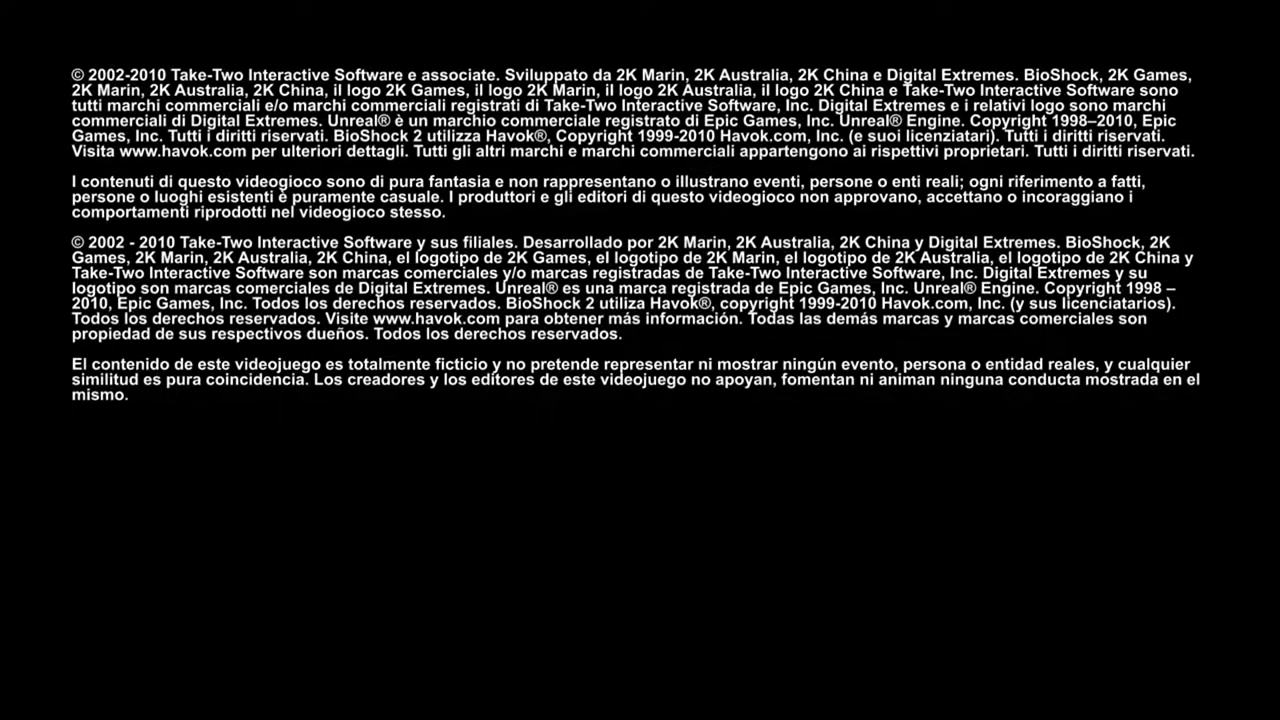 © 2002-2010 Take-Two Interactive Software e associate. Sviluppato da 2K Marin, 2K Australia, 2K China e Digital Extremes. BioShock, 2K Games,
2K Marin, 2K Australia, 2K China, il logo 2K Games, il logo 2K Marin, il logo 2K Australia, il logo 2K China e Take-Two Interactive Software sono
tutti marchi commerciali e/o marchi commerciali registrati di Take-Two Interactive Software, Inc. Digital Extremes e i relativi logo sono marchi
commerciali di Digital Extremes. Unreal® è un marchio commerciale registrato di Epic Games, Inc. Unreal® Engine. Copyright 1998–2010, Epic
Games, Inc. Tutti i diritti riservati. BioShock 2 utilizza Havok®, Copyright 1999-2010 Havok.com, Inc. (e suoi licenziatari). Tutti i diritti riservati.
Visita www.havok.com per ulteriori dettagli. Tutti gli altri marchi e marchi commerciali appartengono ai rispettivi proprietari. Tutti i diritti riservati.
I contenuti di questo videogioco sono di pura fantasia e non rappresentano o illustrano eventi, persone o enti reali; ogni riferimento a fatti,
persone o luoghi esistenti è puramente casuale. I produttori e gli editori di questo videogioco non approvano, accettano o incoraggiano i
comportamenti riprodotti nel videogioco stesso.
© 2002 - 2010 Take-Two Interactive Software y sus filiales. Desarrollado por 2K Marin, 2K Australia, 2K China y Digital Extremes. BioShock, 2K
Games, 2K Marin, 2K Australia, 2K China, el logotipo de 2K Games, el logotipo de 2K Marin, el logotipo de 2K Australia, el logotipo de 2K China y
Take-Two Interactive Software son marcas comerciales y/o marcas registradas de Take-Two Interactive Software, Inc. Digital Extremes y su
logotipo son marcas comerciales de Digital Extremes. Unreal® es una marca registrada de Epic Games, Inc. Unreal® Engine. Copyright 1998 –
2010, Epic Games, Inc. Todos los derechos reservados. BioShock 2 utiliza Havok®, copyright 1999-2010 Havok.com, Inc. (y sus licenciatarios).
Todos los derechos reservados. Visite www.havok.com para obtener más información. Todas las demás marcas y marcas comerciales son
propiedad de sus respectivos dueños. Todos los derechos reservados.
El contenido de este videojuego es totalmente ficticio y no pretende representar ni mostrar ningún evento, persona o entidad reales, y cualquier
similitud es pura coincidencia. Los creadores y los editores de este videojuego no apoyan, fomentan ni animan ninguna conducta mostrada en el
mismo.